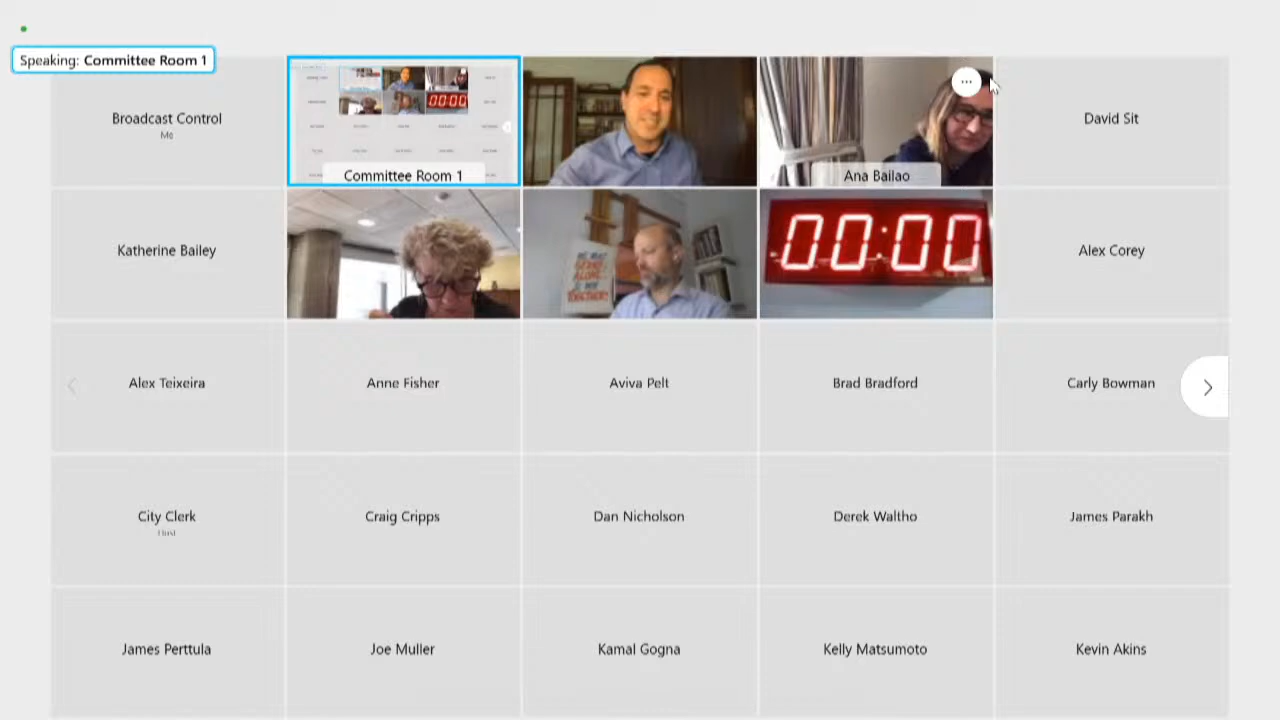 Speaking: Committee Room 1
Broadcast Control
Me
Committee Room 1
Ana Bailao
David Sit
Katherine Bailey
00:00
Alex Corey
Alex Teixeira
Anne Fisher
Aviva Pelt
Brad Bradford
Carly Bowman
City Clerk
Host
Craig Cripps
Dan Nicholson
Derek Waltho
James Parakh
James Perttula
Joe Muller
Kamal Gogna
Kelly Matsumoto
Kevin Akins